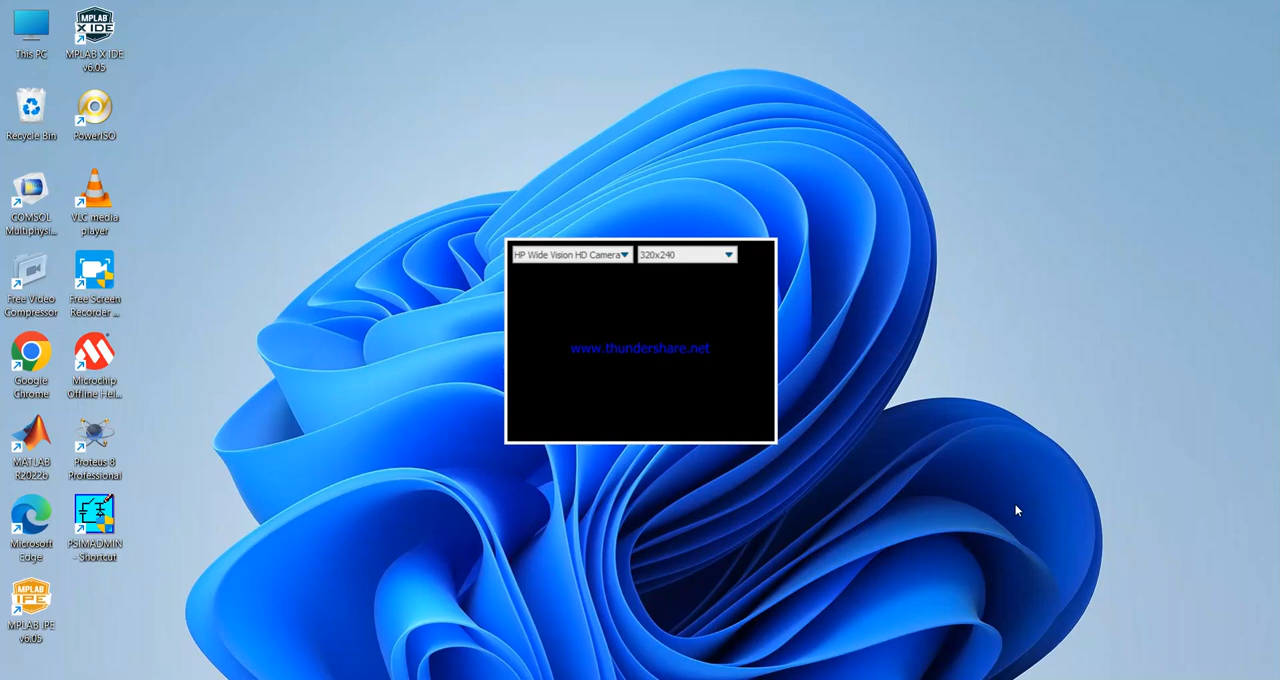 This PC
MPLAB X IDE
MPLAB X IDE
v6.05
Recycle Bin
PowerISO
COMSOL
Multiphysi...
VLC media
player
Free Video
Compressor
Free Screen
Recorder ...
Google
Chrome
Microchip
Offline Hel...
MATLAB
R2022b
Proteus 8
Professional
Microsoft
Edge
PSIMADMIN
- Shortcut
MPLAB
IPE
MPLAB IPE
v6.05
HP Wide Vision HD Camera
320x240
www.thundershare.net